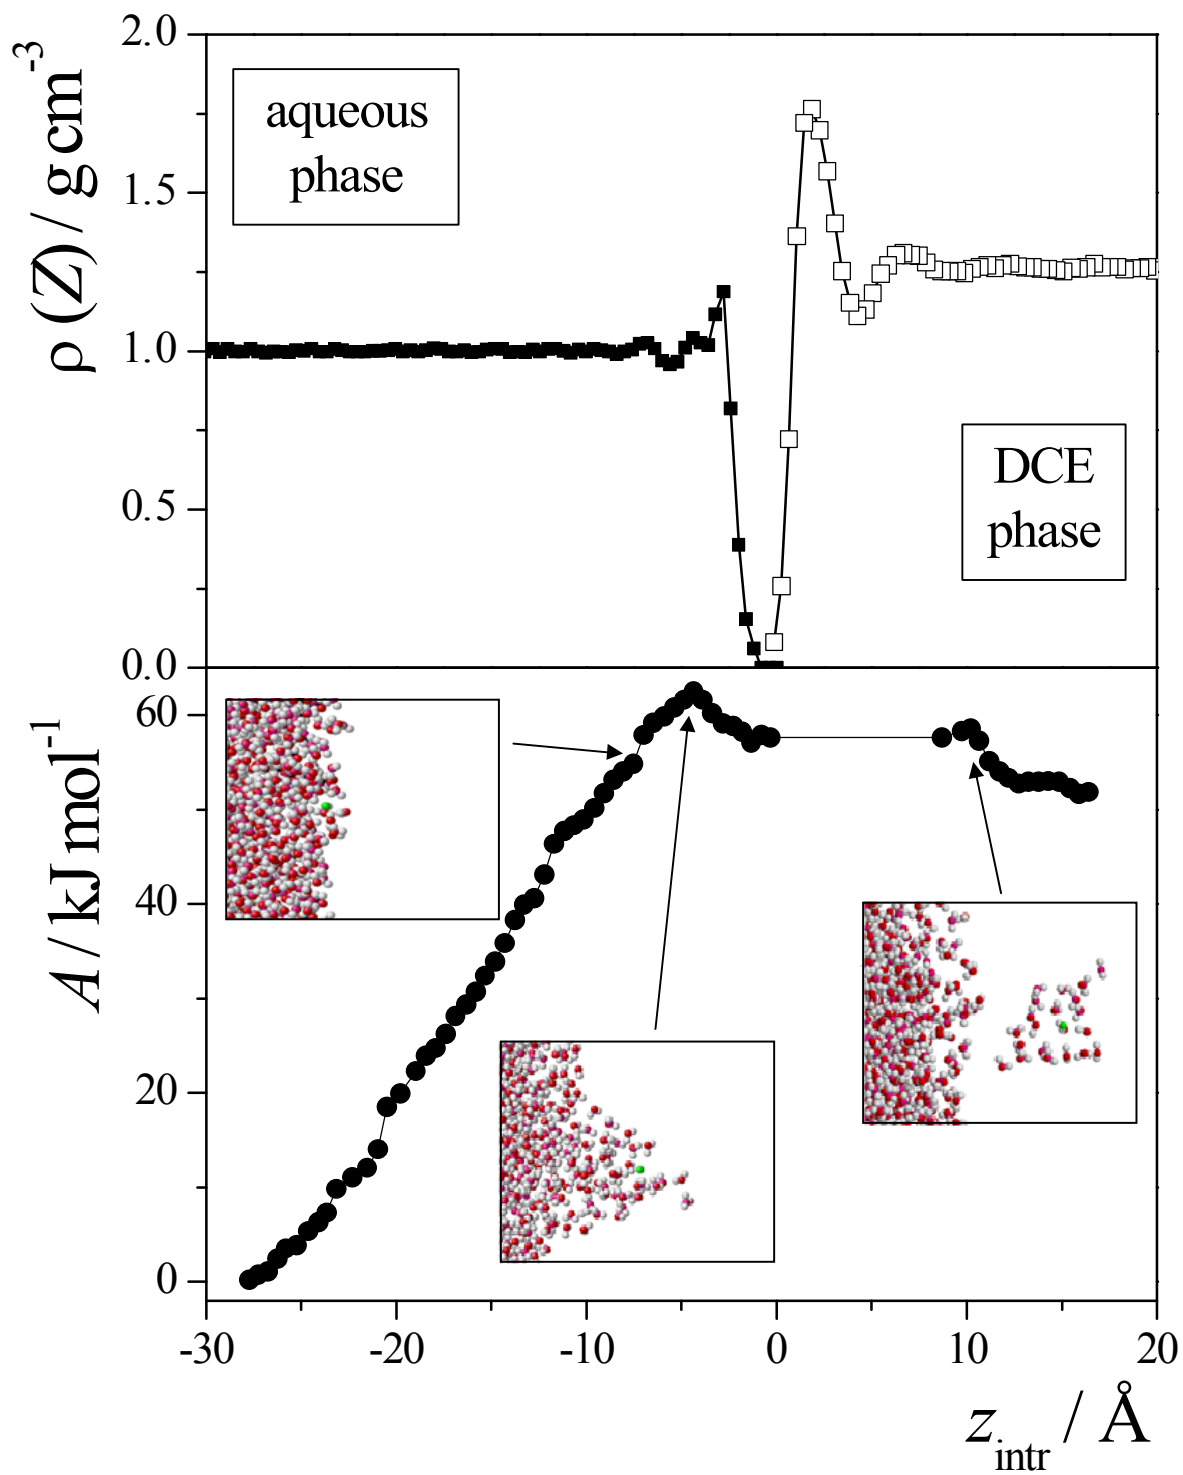 2.0
1.5
1.0
0.5
0.0
ρ (Z) / g cm-3
aqueous
phase
DCE
phase
60
40
20
0
A / kJ mol-1
-30 -20 -10 0 10 20
zintr / Å